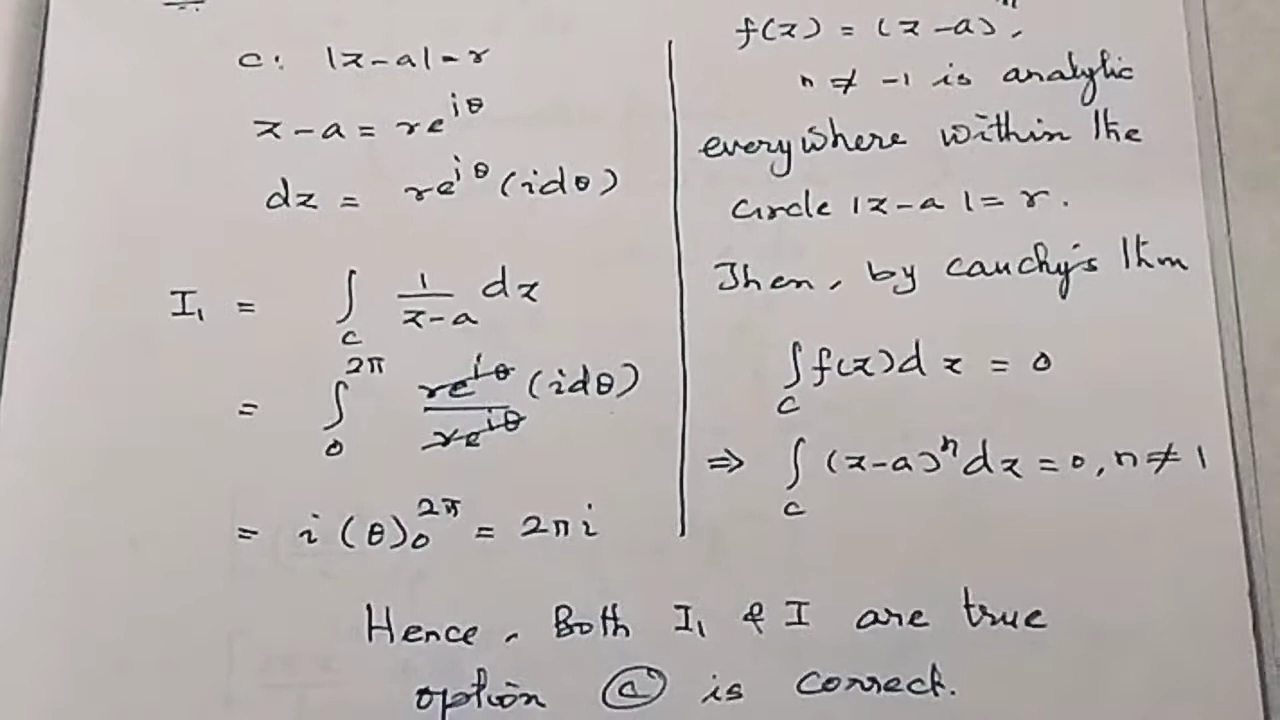 c: |z-a|=r
z-a = re^{iθ}
dz = re^{iθ}(idθ)
I₁ = ∫_c 1/(z-a) dz
= ∫_0^{2π} re^{iθ}/re^{iθ} (idθ)
= i(θ)_0^{2π} = 2πi
f(z) = (z-a)^n,
n ≠ -1 is analytic
everywhere within the
circle |z-a|=r.
Then, by cauchy's thm
∫_c f(z)dz = 0
⇒ ∫_c (z-a)^n dz = 0, n≠1
Hence, Both I₁ & I are true
option ⓐ is correct.